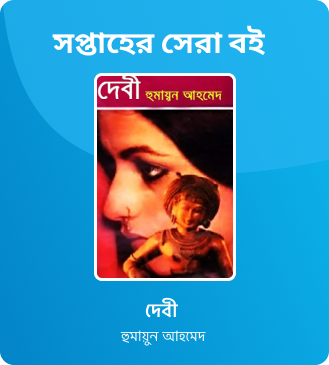 সপ্তাহের সেরা বই
দেবী হুমায়ূন আহমেদ
দেবী
হুমায়ুন আহমেদ